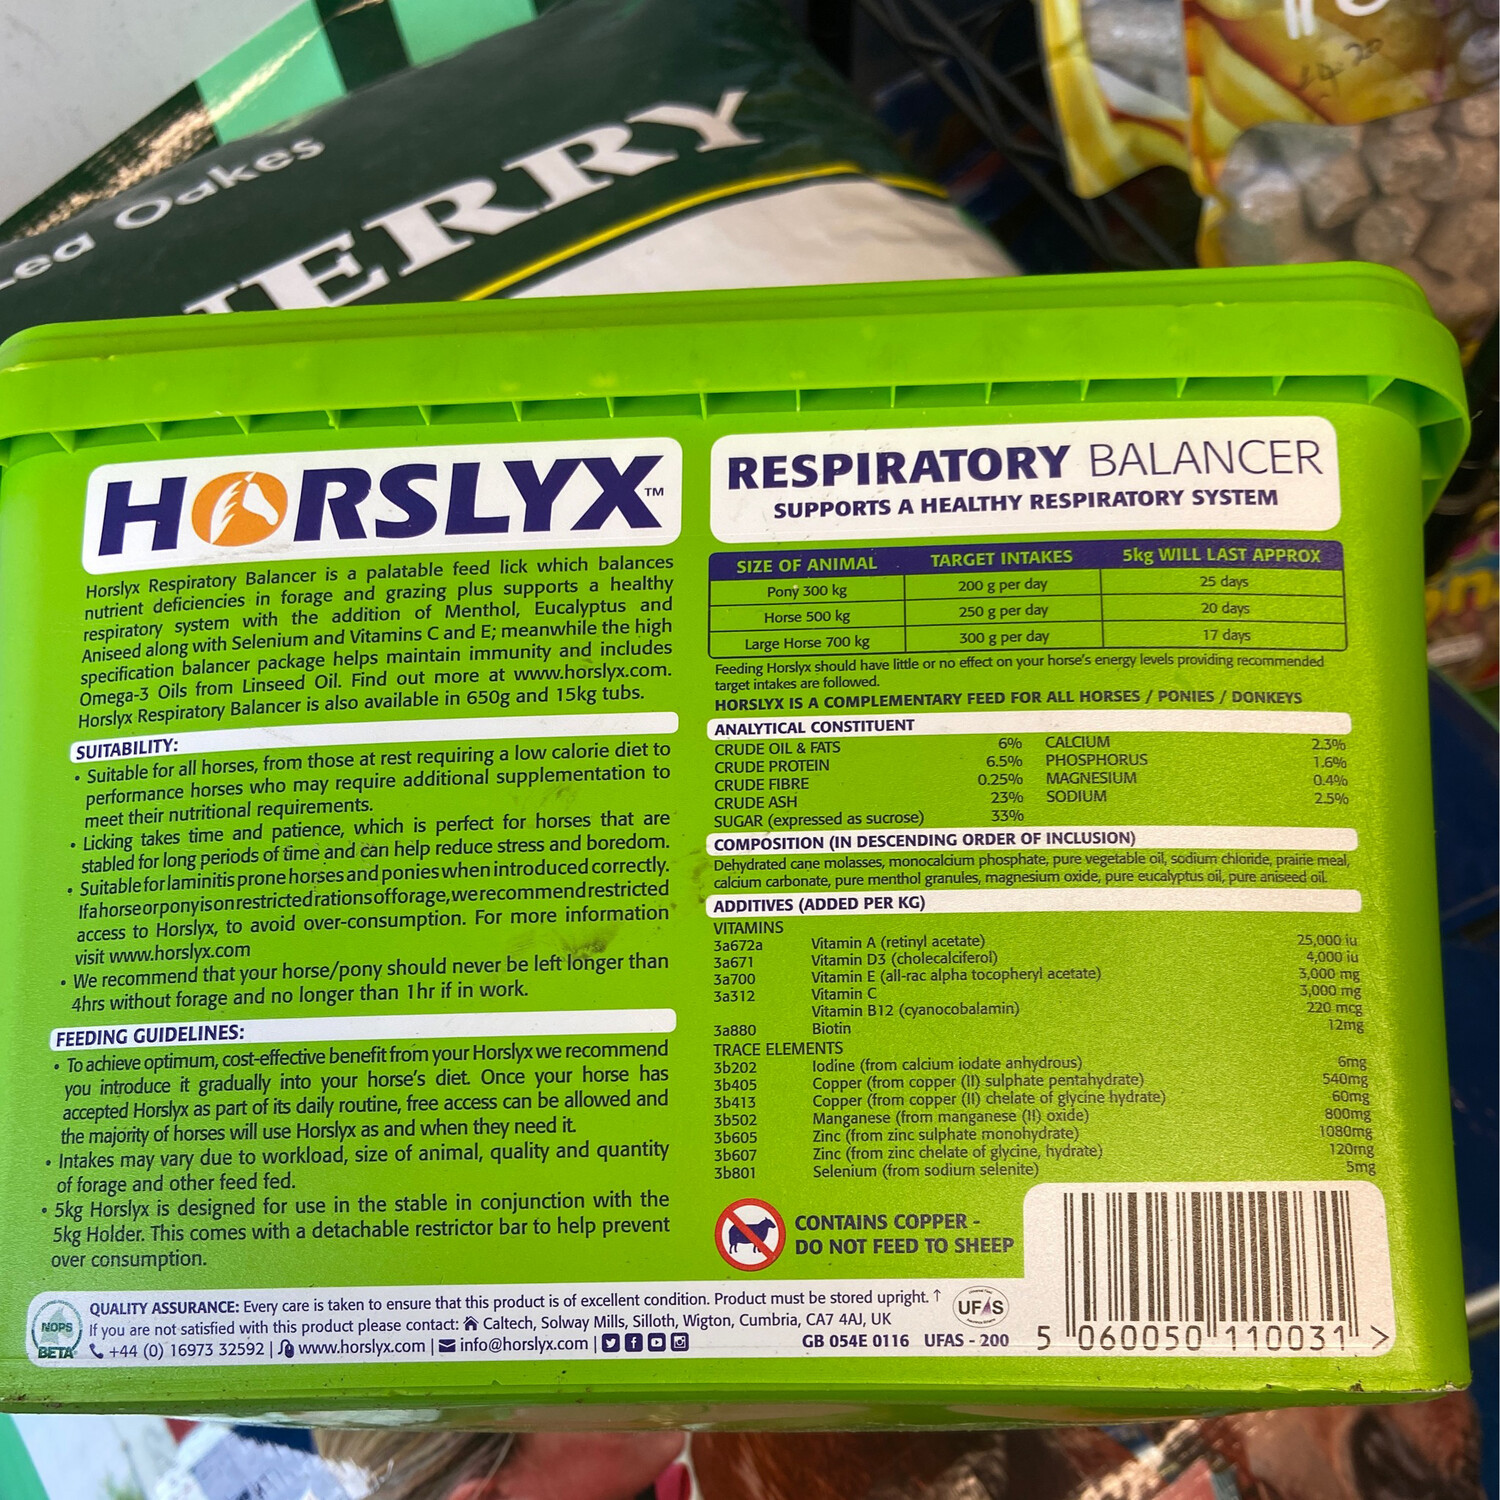 Lea Oakes
ERRY
HORSLYX™
Horslyx Respiratory Balancer is a palatable feed lick which balances
nutrient deficiencies in forage and grazing plus supports a healthy
respiratory system with the addition of Menthol, Eucalyptus and
Aniseed along with Selenium and Vitamins C and E; meanwhile the high
specification balancer package helps maintain immunity and includes
Omega-3 Oils from Linseed Oil. Find out more at www.horslyx.com.
Horslyx Respiratory Balancer is also available in 650g and 15kg tubs.
SUITABILITY:
• Suitable for all horses, from those at rest requiring a low calorie diet to
performance horses who may require additional supplementation to
meet their nutritional requirements.
• Licking takes time and patience, which is perfect for horses that are
stabled for long periods of time and can help reduce stress and boredom.
• Suitable for laminitis prone horses and ponies when introduced correctly.
If a horse or pony is on restricted rations of forage, we recommend restricted
access to Horslyx, to avoid over-consumption. For more information
visit www.horslyx.com
• We recommend that your horse/pony should never be left longer than
4hrs without forage and no longer than 1hr if in work.
FEEDING GUIDELINES:
• To achieve optimum, cost-effective benefit from your Horslyx we recommend
you introduce it gradually into your horse's diet. Once your horse has
accepted Horslyx as part of its daily routine, free access can be allowed and
the majority of horses will use Horslyx as and when they need it.
• Intakes may vary due to workload, size of animal, quality and quantity
of forage and other feed fed.
• 5kg Horslyx is designed for use in the stable in conjunction with the
5kg Holder. This comes with a detachable restrictor bar to help prevent
over consumption.
RESPIRATORY BALANCER
SUPPORTS A HEALTHY RESPIRATORY SYSTEM
SIZE OF ANIMAL TARGET INTAKES 5kg WILL LAST APPROX
Pony 300 kg 200 g per day 25 days
Horse 500 kg 250 g per day 20 days
Large Horse 700 kg 300 g per day 17 days
Feeding Horslyx should have little or no effect on your horse's energy levels providing recommended
target intakes are followed.
HORSLYX IS A COMPLEMENTARY FEED FOR ALL HORSES / PONIES / DONKEYS
ANALYTICAL CONSTITUENT
CRUDE OIL & FATS 6% CALCIUM 2.3%
CRUDE PROTEIN 6.5% PHOSPHORUS 1.6%
CRUDE FIBRE 0.25% MAGNESIUM 0.4%
CRUDE ASH 23% SODIUM 2.5%
SUGAR (expressed as sucrose) 33%
COMPOSITION (IN DESCENDING ORDER OF INCLUSION)
Dehydrated cane molasses, monocalcium phosphate, pure vegetable oil, sodium chloride, prairie meal,
calcium carbonate, pure menthol granules, magnesium oxide, pure eucalyptus oil, pure aniseed oil.
ADDITIVES (ADDED PER KG)
VITAMINS
3a672a Vitamin A (retinyl acetate) 25,000 iu
3a671 Vitamin D3 (cholecalciferol) 4,000 iu
3a700 Vitamin E (all-rac alpha tocopheryl acetate) 3,000 mg
3a312 Vitamin C 3,000 mg
Vitamin B12 (cyanocobalamin) 220 mcg
3a880 Biotin 12mg
TRACE ELEMENTS
3b202 Iodine (from calcium iodate anhydrous) 6mg
3b405 Copper (from copper (II) sulphate pentahydrate) 540mg
3b413 Copper (from copper (II) chelate of glycine hydrate) 60mg
3b502 Manganese (from manganese (II) oxide) 800mg
3b605 Zinc (from zinc sulphate monohydrate) 1080mg
3b607 Zinc (from zinc chelate of glycine, hydrate) 120mg
3b801 Selenium (from sodium selenite) 5mg
CONTAINS COPPER -
DO NOT FEED TO SHEEP
NOPS
BETA
QUALITY ASSURANCE: Every care is taken to ensure that this product is of excellent condition. Product must be stored upright. ↑
If you are not satisfied with this product please contact: Caltech, Solway Mills, Silloth, Wigton, Cumbria, CA7 4AJ, UK
+44 (0) 16973 32592 | www.horslyx.com | info@horslyx.com |
UFAS
GB 054E 0116 UFAS - 200
5 060050 110031 >